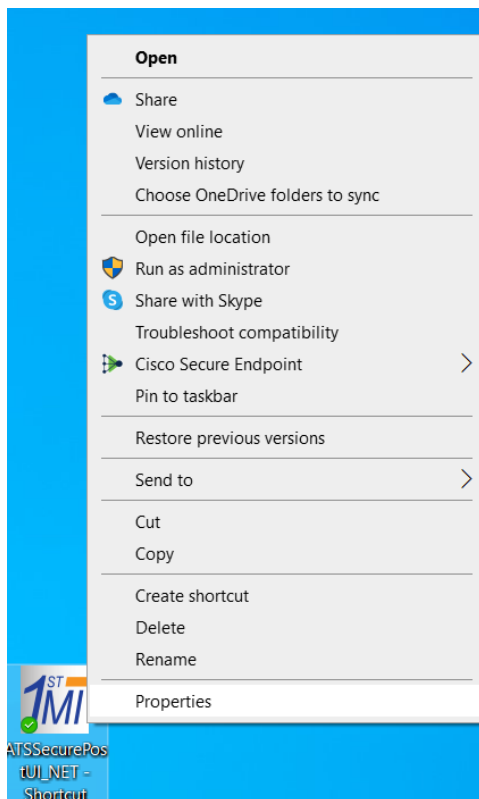 Open
Share
View online
Version history
Choose OneDrive folders to sync
Open file location
Run as administrator
Share with Skype
Troubleshoot compatibility
Cisco Secure Endpoint
Pin to taskbar
Restore previous versions
Send to
Cut
Copy
Create shortcut
Delete
Rename
Properties
1ST
MI
ATSSecurePos
tUI_NET -
Shortcut